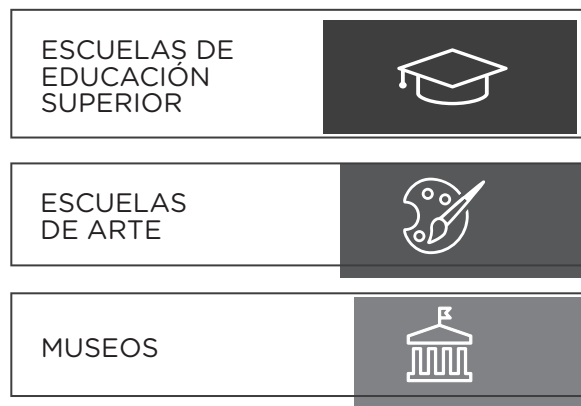 ESCUELAS DE
EDUCACIÓN
SUPERIOR
ESCUELAS
DE ARTE
MUSEOS